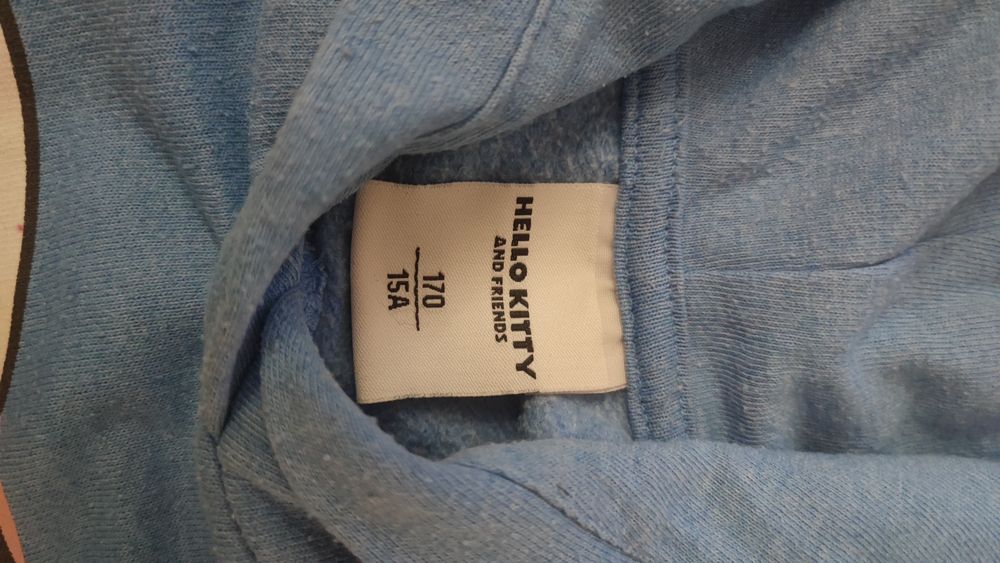 HELLO KITTY
AND FRIENDS
170
15A